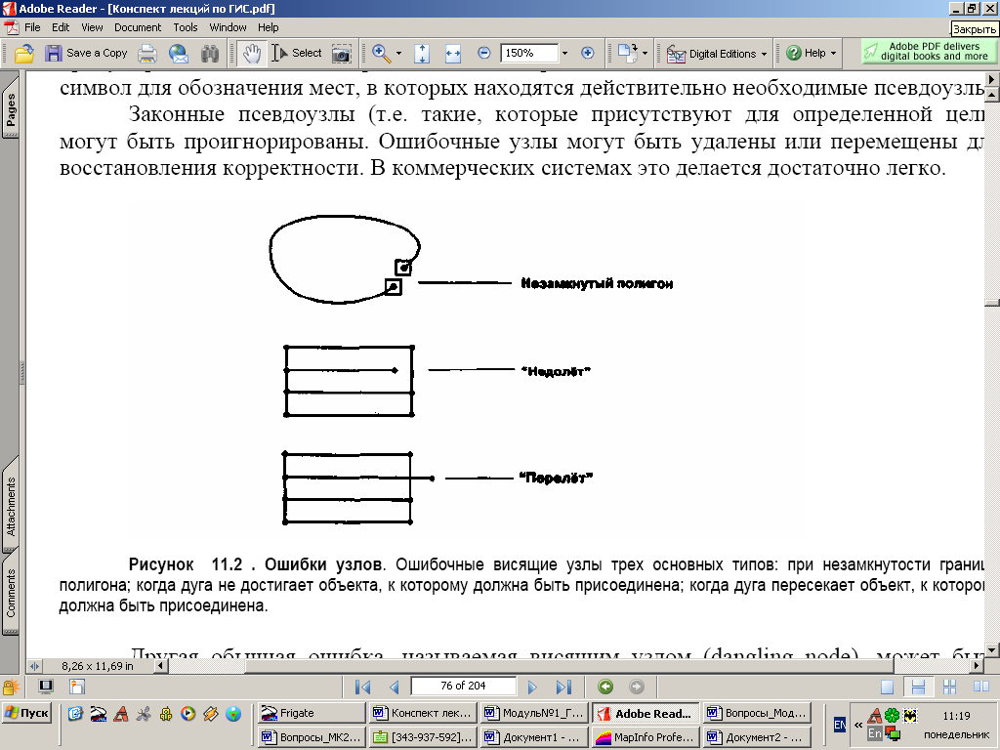 Adobe Reader - [Конспект лекций по ГИС.pdf]
File Edit View Document Tools Window Help
Закрыть
Save a Copy Select 150% Digital Editions Help Adobe PDF delivers
digital books and more
Pages
Attachments
Comments
символ для обозначения мест, в которых находятся действительно необходимые псевдоузлы
Законные псевдоузлы (т.е. такие, которые присутствуют для определенной цели
могут быть проигнорированы. Ошибочные узлы могут быть удалены или перемещены дл
восстановления корректности. В коммерческих системах это делается достаточно легко.
Незамкнутый полигон
"Недолёт"
"Перелёт"
Рисунок 11.2 . Ошибки узлов. Ошибочные висящие узлы трех основных типов: при незамкнутости границ
полигона; когда дуга не достигает объекта, к которому должна быть присоединена; когда дуга пересекает объект, к котором
должна быть присоединена.
Другая обычная ошибка, называемая висящим узлом (dangling node), может быть
8,26 x 11,69 in
76 of 204
Пуск Frigate Конспект лек... МодульN91_Г... Adobe Read... Вопросы_Мод... EN 11:19
Вопросы_МК2... [343-937-592]... Документ1 - ... MapInfo Profe... Документ2 - ... En понедельник